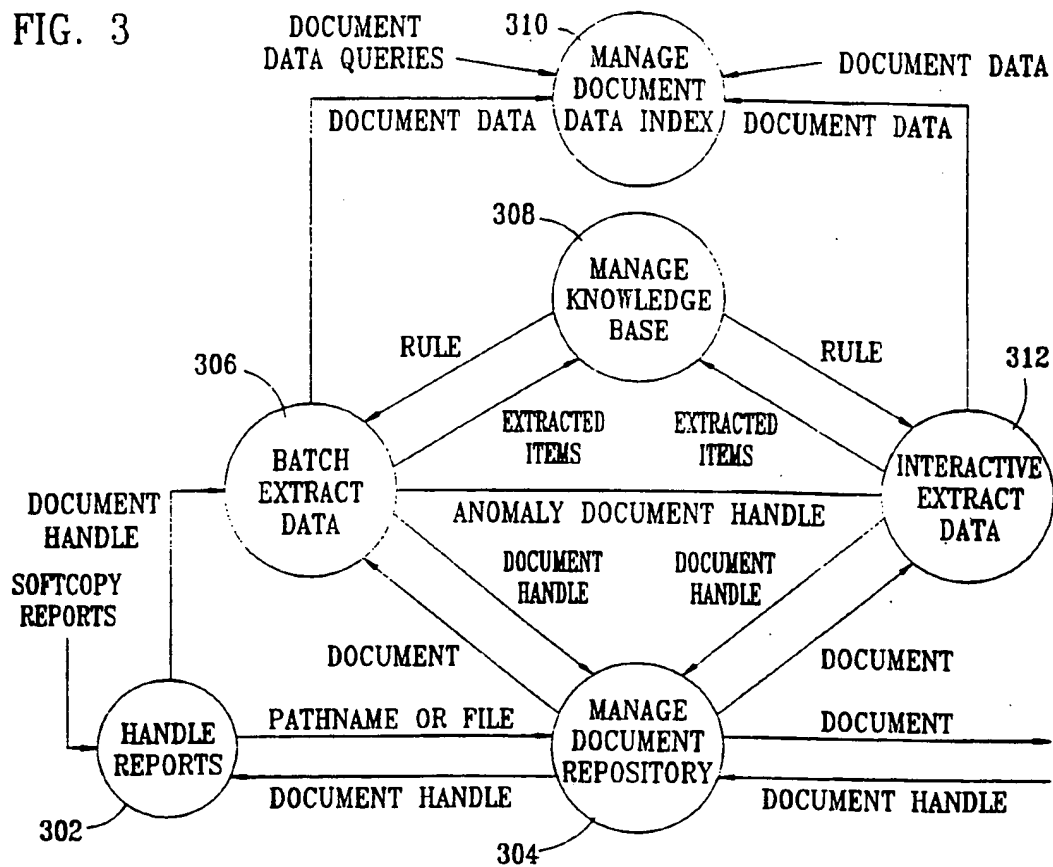 FIG. 3
DOCUMENT
DATA QUERIES
310
MANAGE
DOCUMENT
DATA INDEX
DOCUMENT DATA
DOCUMENT DATA
DOCUMENT DATA
308
MANAGE
KNOWLEDGE
BASE
RULE
RULE
306
312
EXTRACTED
ITEMS
EXTRACTED
ITEMS
BATCH
EXTRACT
DATA
INTERACTIVE
EXTRACT
DATA
ANOMALY DOCUMENT HANDLE
DOCUMENT
HANDLE
SOFTCOPY
REPORTS
DOCUMENT
HANDLE
DOCUMENT
HANDLE
DOCUMENT
DOCUMENT
HANDLE
REPORTS
PATHNAME OR FILE
MANAGE
DOCUMENT
REPOSITORY
DOCUMENT
DOCUMENT HANDLE
DOCUMENT HANDLE
302
304